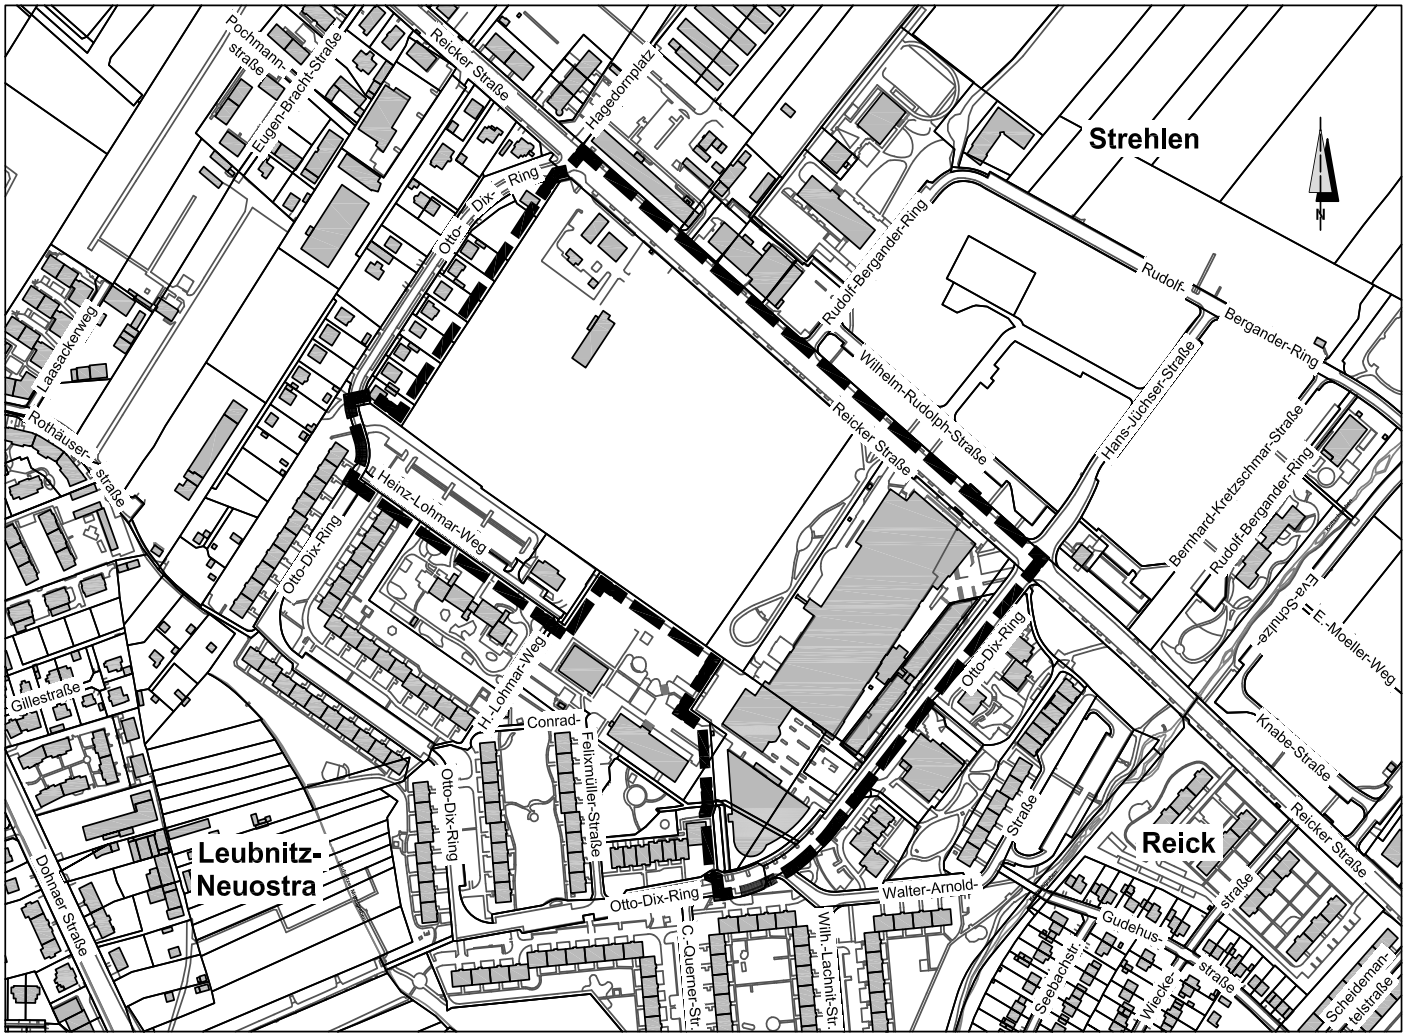 Pochmann-
straße
Eugen-Bracht-Straße
Reicker Straße
Hagedornplatz
Strehlen
N
Otto-
Dix-
Ring
Rudolf-Bergander-Ring
Rudolf-
Bergander-Ring
Laasackerweg
Rothäuser-
straße
Wilhelm-Rudolph-Straße
Reicker Straße
Hans-Jüchser-Straße
Bernhard-Kretzschmar-Straße
Rudolf-Bergander-Ring
Heinz-Lohmar-Weg
Otto-Dix-Ring
Eva-Schulze-
E.-Moeller-Weg
Knabe-Straße
Otto-Dix-Ring
Gillestraße
H.-Lohmar-Weg
Conrad-
Felixmüller-Straße
Otto-Dix-Ring
Reicker Straße
Straße
Reick
Leubnitz-
Neuostra
Dohnaer Straße
Otto-Dix-Ring
Walter-Arnold-
C.-Querner-Str.
Wilh.-Lachnit-Str.
Gudehus-
straße
straße
Seebachstr.
Wiecke-
Scheideman-
telstraße